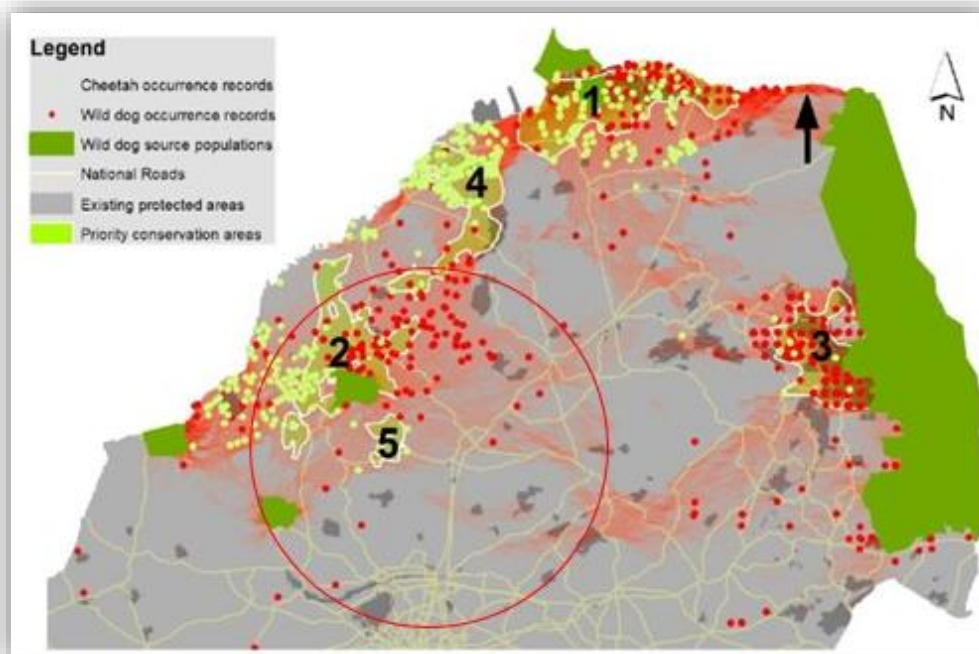 Legend
Cheetah occurrence records
Wild dog occurrence records
Wild dog source populations
National Roads
Existing protected areas
Priority conservation areas
N
1
4
2
3
5